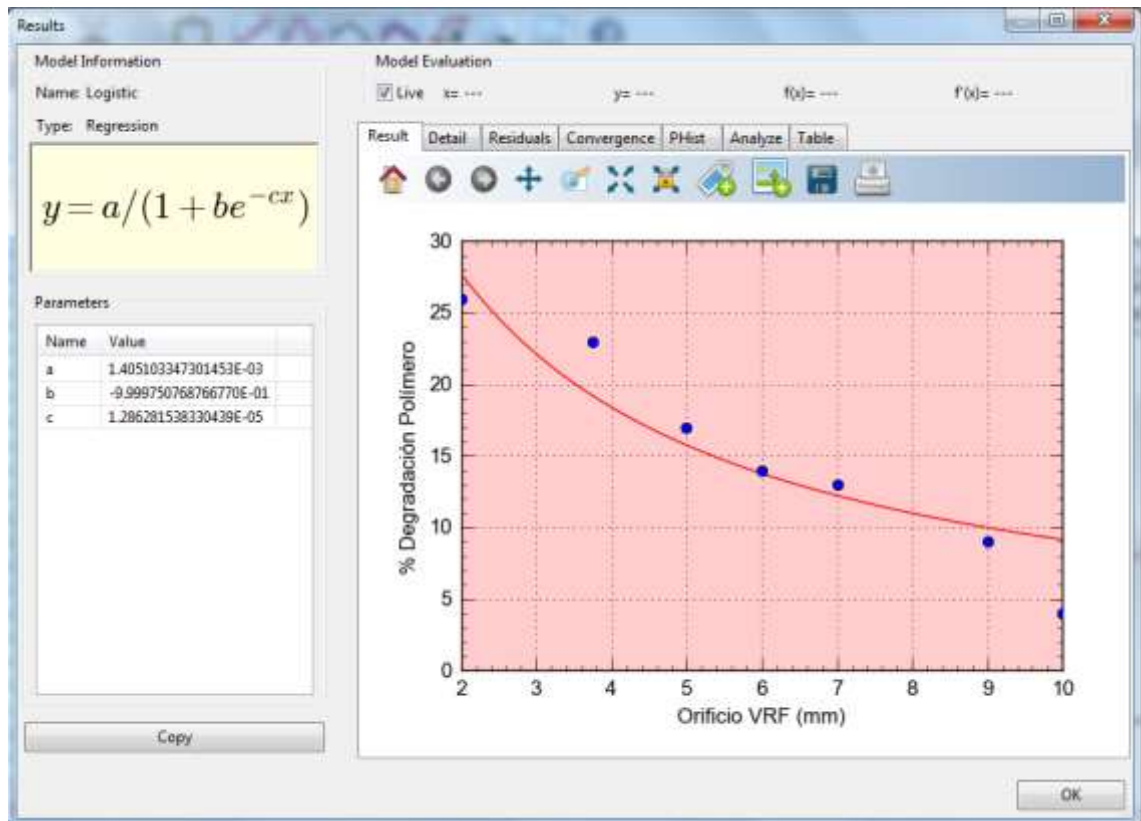 Results
Model Information
Name: Logistic
Type: Regression
y = a/(1 + be^{-cx})
Parameters
Name Value
a 1.405103347301453E-03
b -9.999750768766770E-01
c 1.286281538330439E-05
Copy
Model Evaluation
Live x= --- y= --- f(x)= --- f'(x)= ---
Result Detail Residuals Convergence PHist Analyze Table
30
25
20
15
10
5
0
% Degradación Polímero
2 3 4 5 6 7 8 9 10
Orificio VRF (mm)
OK